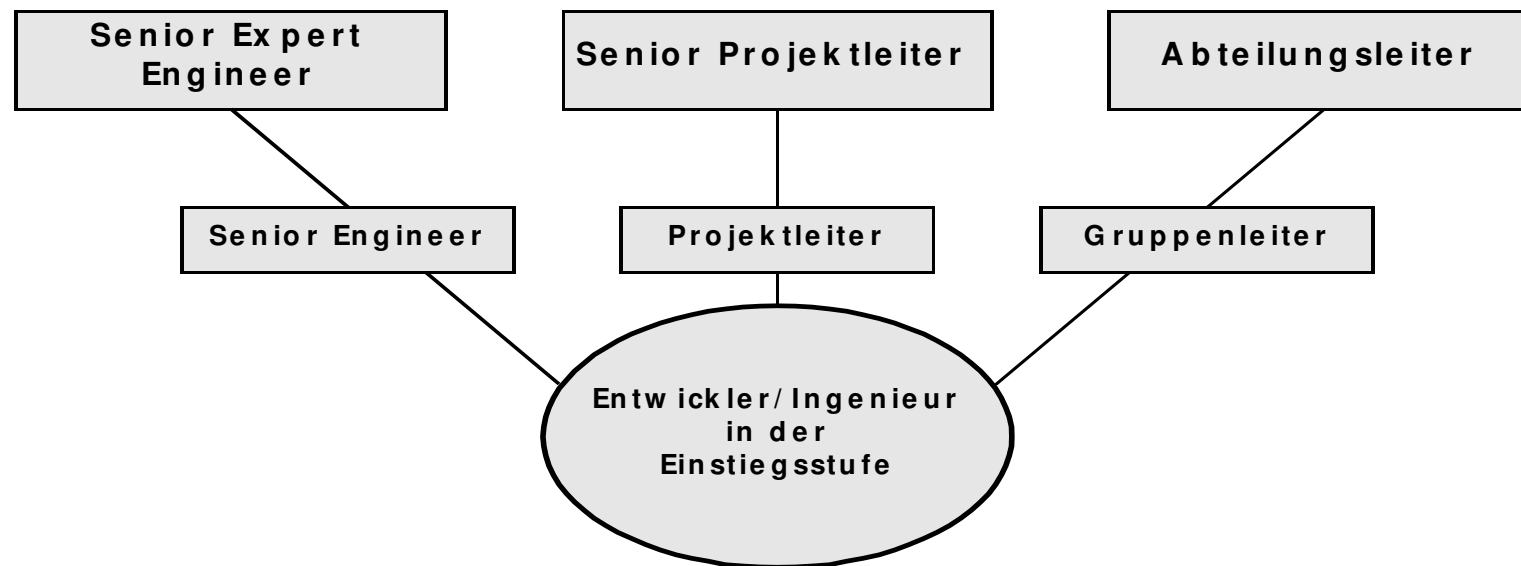 Senior Expert
Engineer
Senior Projektleiter
Abteilungsleiter
Senior Engineer
Projektleiter
Gruppenleiter
Entwickler/Ingenieur
in der
Einstiegsstufe